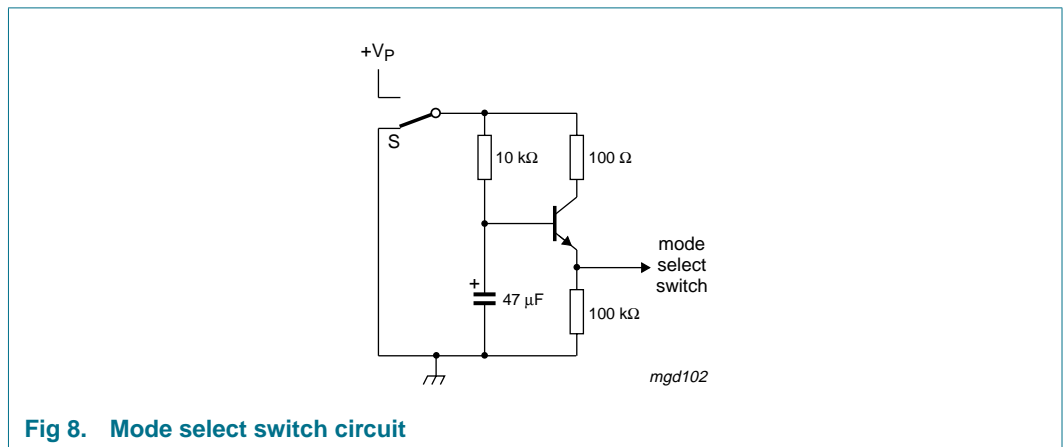 +VP
S
10 kΩ
100 Ω
mode
select
switch
+
47 μF
100 kΩ
mgd102
Fig 8. Mode select switch circuit